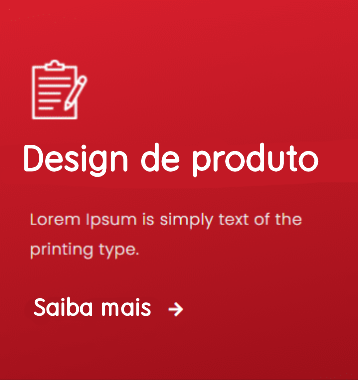 Design de produto
Lorem Ipsum is simply text of the
printing type.
Saiba mais →